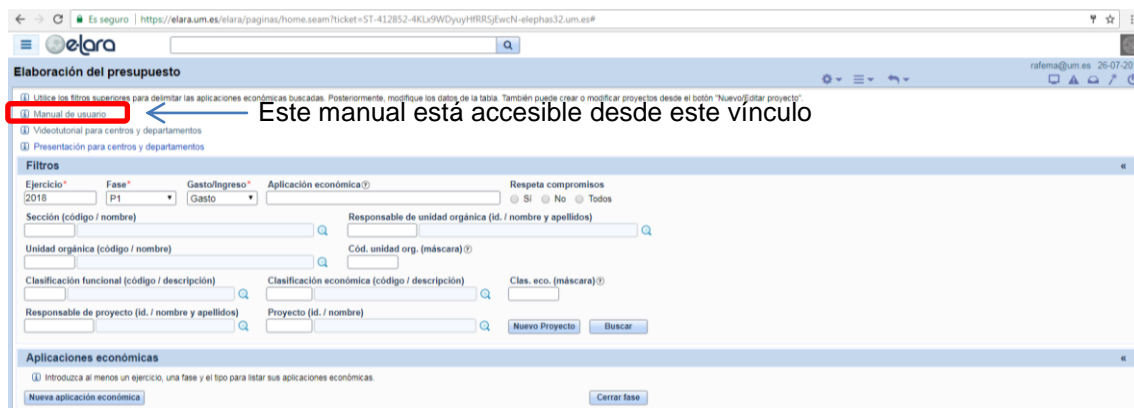 Es seguro | https://elara.um.es/elara/paginas/home.seam?ticket=ST-412852-4KLx9WDyuyHfRRSjEwcN-elephas32.um.es#
elara
Elaboración del presupuesto
rafema@um.es 26-07-20
Utilice los filtros superiores para delimitar las aplicaciones económicas buscadas. Posteriormente, modifique los datos de la tabla. También puede crear o modificar proyectos desde el botón "Nuevo/Editar proyecto".
Manual de usuario
Este manual está accesible desde este vínculo
Videotutorial para centros y departamentos
Presentación para centros y departamentos
Filtros «
Ejercicio* Fase* Gasto/Ingreso* Aplicación económica? Respeta compromisos
2018 P1 Gasto Sí No Todos
Sección (código / nombre) Responsable de unidad orgánica (id. / nombre y apellidos)
Unidad orgánica (código / nombre) Cód. unidad org. (máscara)?
Clasificación funcional (código / descripción) Clasificación económica (código / descripción) Clas. eco. (máscara)?
Responsable de proyecto (id. / nombre y apellidos) Proyecto (id. / nombre)
Nuevo Proyecto Buscar
Aplicaciones económicas «
Introduzca al menos un ejercicio, una fase y el tipo para listar sus aplicaciones económicas.
Nueva aplicación económica Cerrar fase